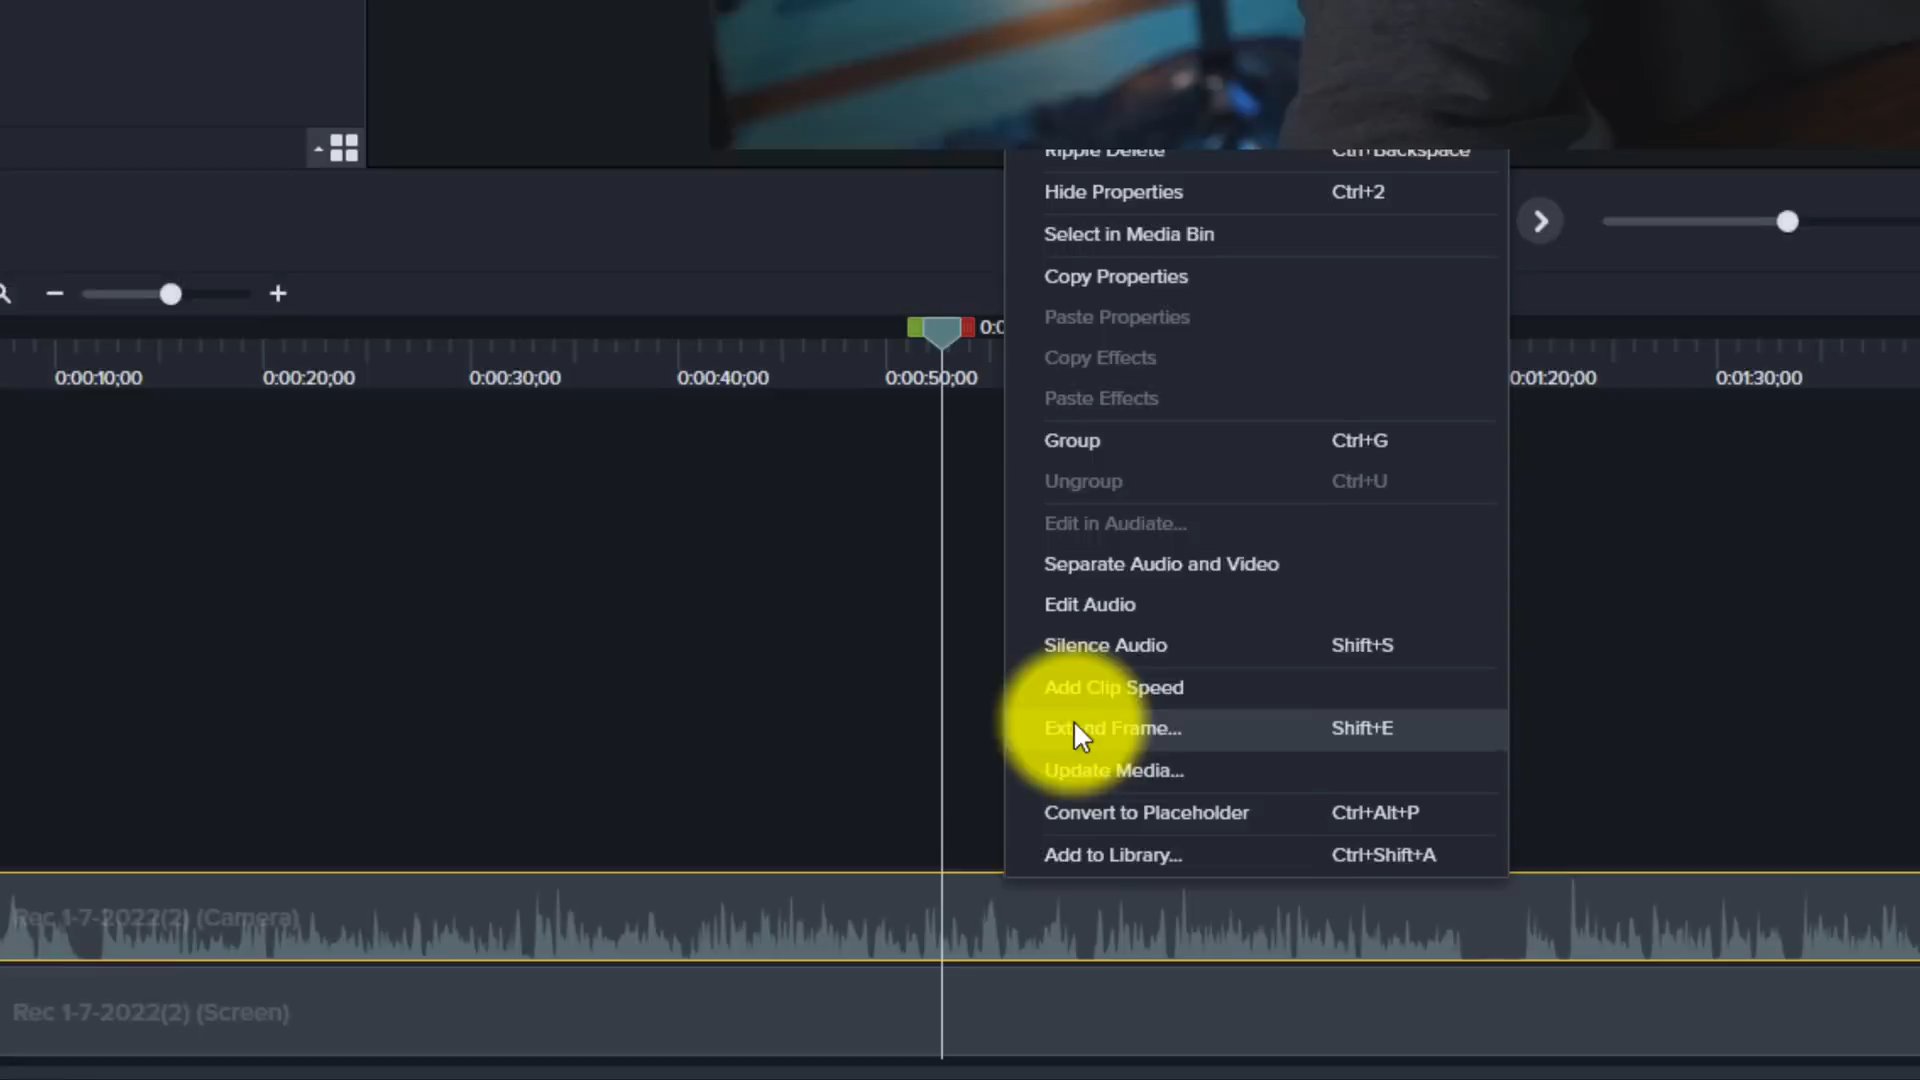 Ripple Delete Ctrl+Backspace
Hide Properties Ctrl+2
Select in Media Bin
Copy Properties
0:0
Paste Properties
Copy Effects
0:00:10;00 0:00:20;00 0:00:30;00 0:00:40;00 0:00:50;00 0:01:20;00 0:01:30;00
Paste Effects
Group Ctrl+G
Ungroup Ctrl+U
Edit in Audiate...
Separate Audio and Video
Edit Audio
Silence Audio Shift+S
Add Clip Speed
Extend Frame... Shift+E
Update Media...
Convert to Placeholder Ctrl+Alt+P
Add to Library... Ctrl+Shift+A
Rec 1-7-2022(2) (Camera)
Rec 1-7-2022(2) (Screen)